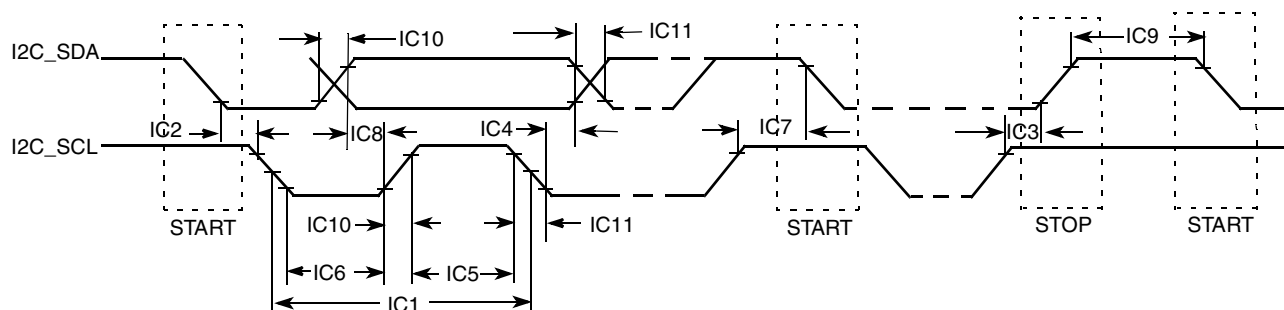 IC10
IC11
IC9
I2C_SDA
IC2
IC8
IC4
IC7
IC3
I2C_SCL
START
IC10
IC11
START
STOP
START
IC6
IC5
IC1